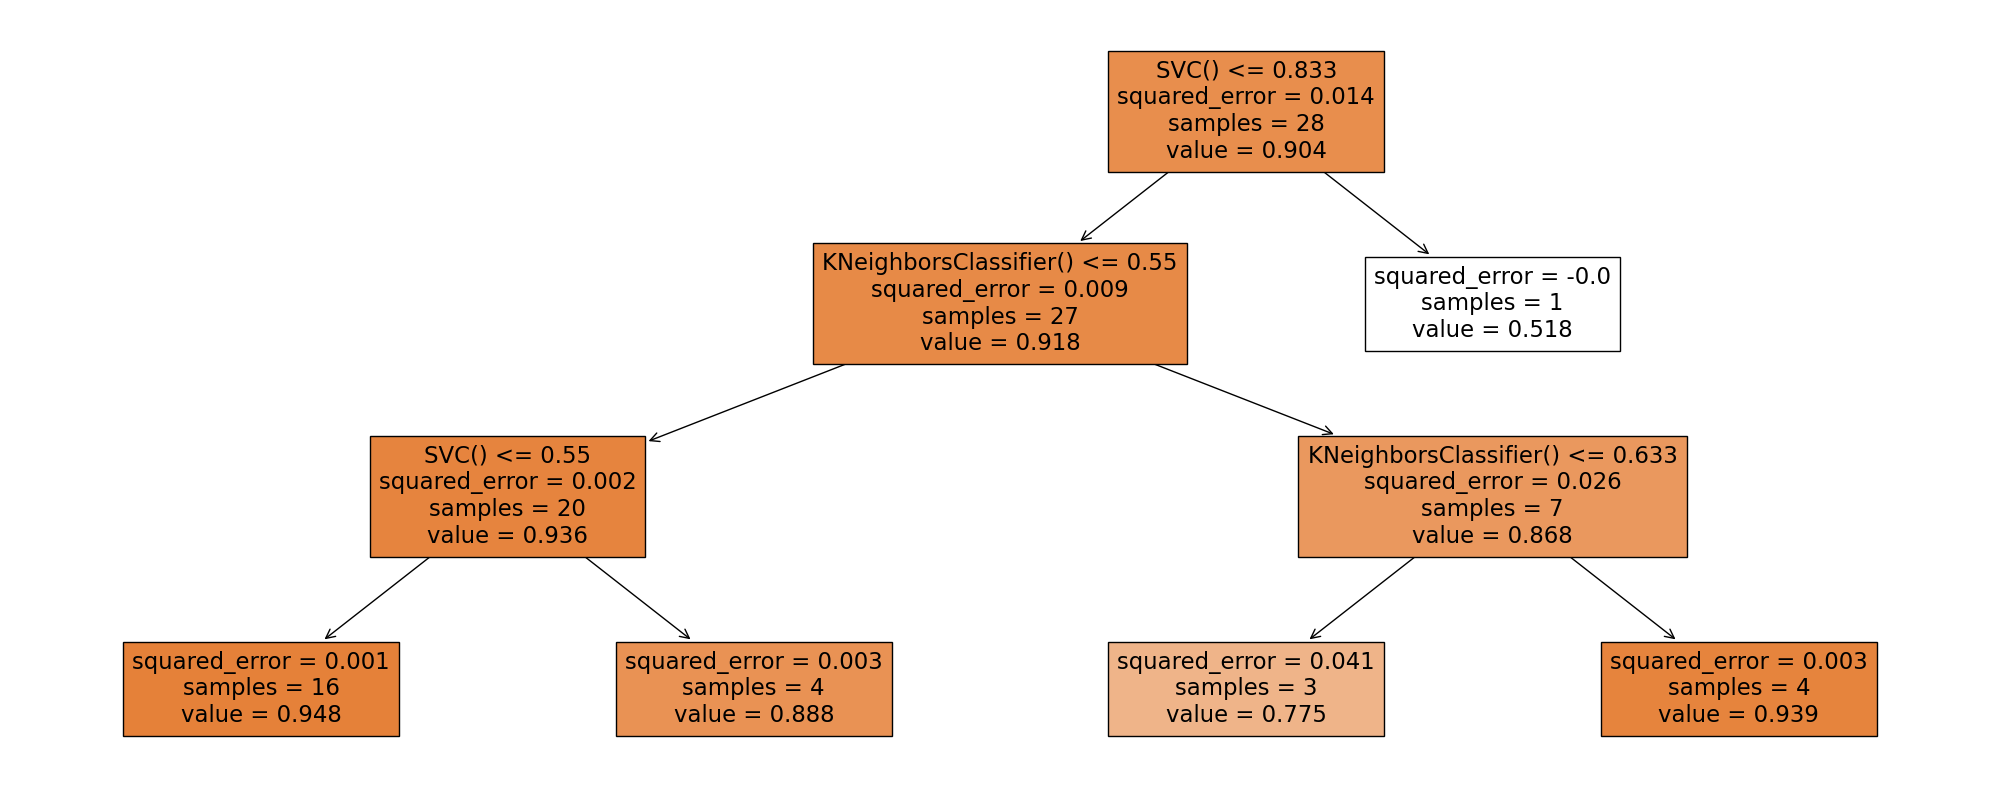 SVC() <= 0.833
squared_error = 0.014
samples = 28
value = 0.904
KNeighborsClassifier() <= 0.55
squared_error = 0.009
samples = 27
value = 0.918
squared_error = -0.0
samples = 1
value = 0.518
SVC() <= 0.55
squared_error = 0.002
samples = 20
value = 0.936
KNeighborsClassifier() <= 0.633
squared_error = 0.026
samples = 7
value = 0.868
squared_error = 0.001
samples = 16
value = 0.948
squared_error = 0.003
samples = 4
value = 0.888
squared_error = 0.041
samples = 3
value = 0.775
squared_error = 0.003
samples = 4
value = 0.939